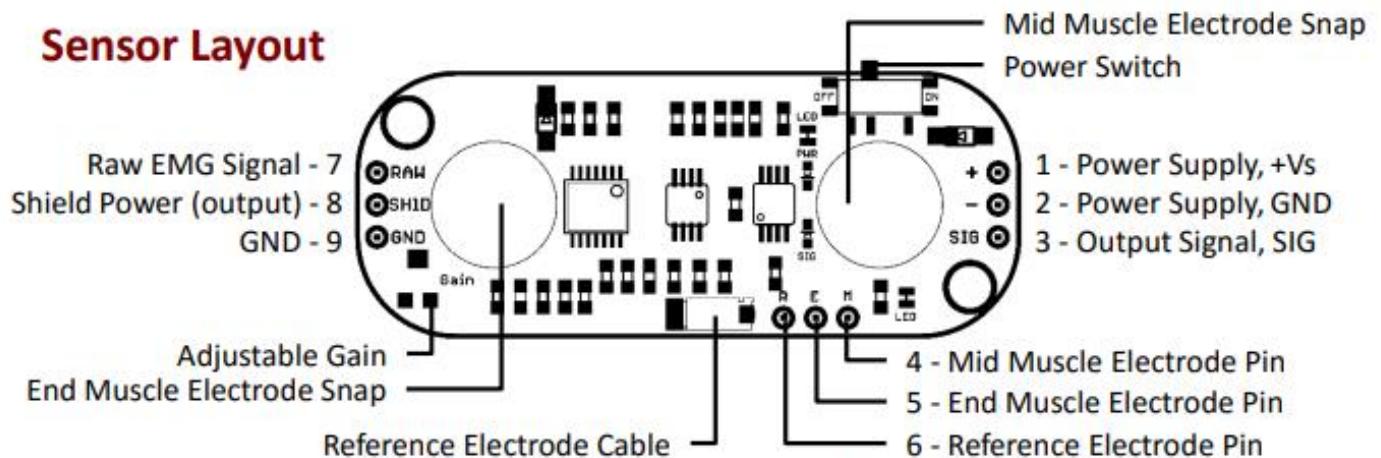 Sensor Layout
Mid Muscle Electrode Snap
Power Switch
OFF
ON
LED
PWR
Raw EMG Signal - 7
RAW
Shield Power (output) - 8
SHID
GND - 9
GND
+
1 - Power Supply, +Vs
-
2 - Power Supply, GND
SIG
3 - Output Signal, SIG
SIG
Gain
R
E
M
LED
Adjustable Gain
End Muscle Electrode Snap
Reference Electrode Cable
4 - Mid Muscle Electrode Pin
5 - End Muscle Electrode Pin
6 - Reference Electrode Pin